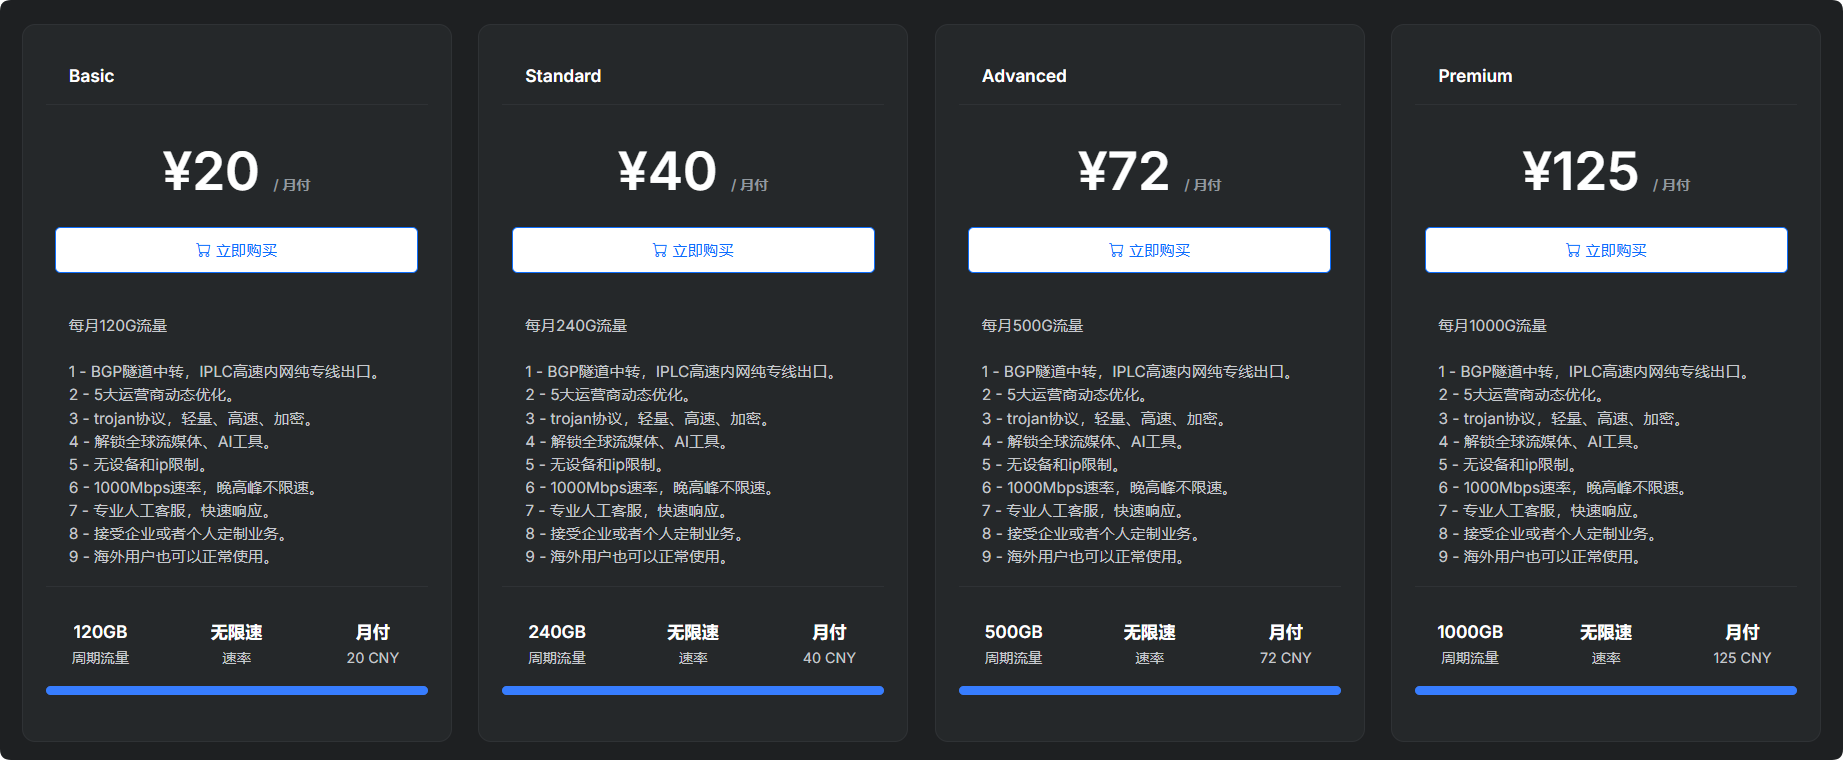 Basic
¥20 / 月付
立即购买
每月120G流量
1 - BGP隧道中转，IPLC高速内网纯专线出口。
2 - 5大运营商动态优化。
3 - trojan协议，轻量、高速、加密。
4 - 解锁全球流媒体、AI工具。
5 - 无设备和ip限制。
6 - 1000Mbps速率，晚高峰不限速。
7 - 专业人工客服，快速响应。
8 - 接受企业或者个人定制业务。
9 - 海外用户也可以正常使用。
120GB 无限速 月付
周期流量 速率 20 CNY
Standard
¥40 / 月付
立即购买
每月240G流量
1 - BGP隧道中转，IPLC高速内网纯专线出口。
2 - 5大运营商动态优化。
3 - trojan协议，轻量、高速、加密。
4 - 解锁全球流媒体、AI工具。
5 - 无设备和ip限制。
6 - 1000Mbps速率，晚高峰不限速。
7 - 专业人工客服，快速响应。
8 - 接受企业或者个人定制业务。
9 - 海外用户也可以正常使用。
240GB 无限速 月付
周期流量 速率 40 CNY
Advanced
¥72 / 月付
立即购买
每月500G流量
1 - BGP隧道中转，IPLC高速内网纯专线出口。
2 - 5大运营商动态优化。
3 - trojan协议，轻量、高速、加密。
4 - 解锁全球流媒体、AI工具。
5 - 无设备和ip限制。
6 - 1000Mbps速率，晚高峰不限速。
7 - 专业人工客服，快速响应。
8 - 接受企业或者个人定制业务。
9 - 海外用户也可以正常使用。
500GB 无限速 月付
周期流量 速率 72 CNY
Premium
¥125 / 月付
立即购买
每月1000G流量
1 - BGP隧道中转，IPLC高速内网纯专线出口。
2 - 5大运营商动态优化。
3 - trojan协议，轻量、高速、加密。
4 - 解锁全球流媒体、AI工具。
5 - 无设备和ip限制。
6 - 1000Mbps速率，晚高峰不限速。
7 - 专业人工客服，快速响应。
8 - 接受企业或者个人定制业务。
9 - 海外用户也可以正常使用。
1000GB 无限速 月付
周期流量 速率 125 CNY